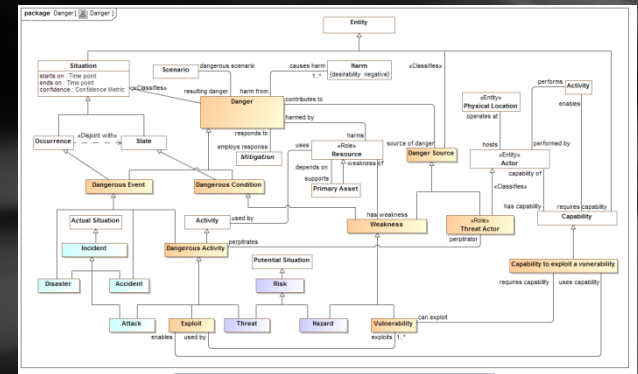 package Danger[ Danger ]
Entity
Situation
starts on : Time point
ends on : Time point
confidence : Confidence Metric
Scenario
dangerous scenario
causes harm
1..*
Harm
{desirability negative}
«Classifies»
«Classifies»
resulting danger
harm from
Danger
contributes to
harmed by
responds to
employs response
Mitigation
performs
Activity
enables
«Entity»
Physical Location
operates at
hosts
performed by
«Entity»
Actor
capability of
«Classifies»
Occurrence
«Disjoint with»
State
uses
harms
«Role»
Resource
depends on
weakness of
supports
Primary Asset
source of danger
Danger Source
Dangerous Event
Dangerous Condition
has capability
requires capability
Capability
Actual Situation
Activity
used by
has weakness
Weakness
«Role»
Threat Actor
perpitrator
Incident
Dangerous Activity
perpitrates
Potential Situation
Capability to exploit a vunerability
requires capability
uses capability
Disaster
Accident
Risk
Attack
Exploit
Threat
Hazard
Vulnerability
can exploit
enables
used by
exploits
1..*